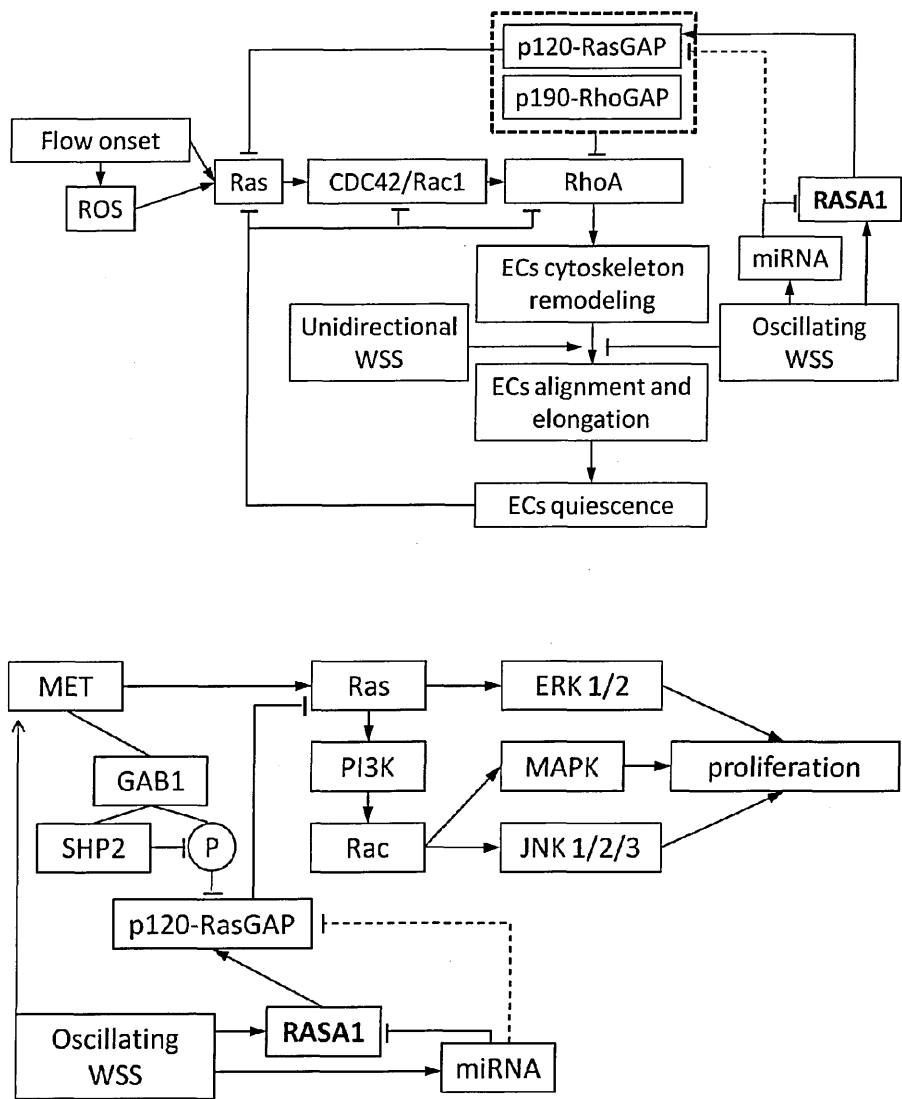 p120-RasGAP
p190-RhoGAP
Flow onset
ROS
Ras
CDC42/Rac1
RhoA
RASA1
miRNA
ECs cytoskeleton
remodeling
Unidirectional
WSS
Oscillating
WSS
ECs alignment and
elongation
ECs quiescence
MET
Ras
ERK 1/2
GAB1
PI3K
MAPK
proliferation
SHP2
P
Rac
JNK 1/2/3
p120-RasGAP
Oscillating
WSS
RASA1
miRNA